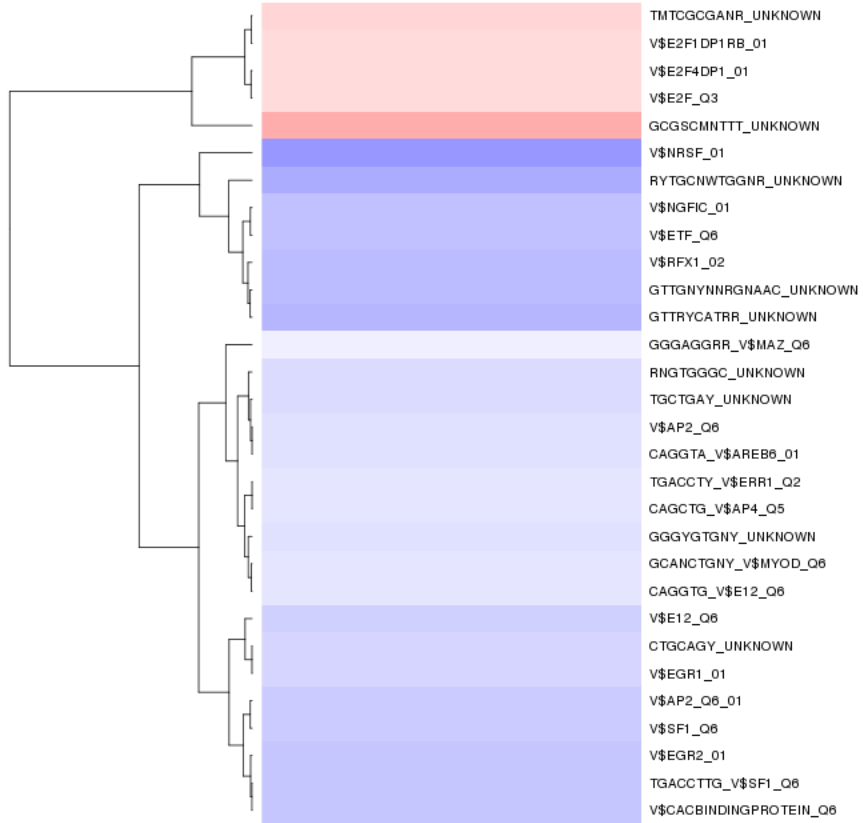 TMTCGCGANR_UNKNOWN
V$E2F1DP1RB_01
V$E2F4DP1_01
V$E2F_Q3
GCGSCMNTTT_UNKNOWN
V$NRSF_01
RYTGCNWTGGNR_UNKNOWN
V$NGFIC_01
V$ETF_Q6
V$RFX1_02
GTTGNYNNRGNAAC_UNKNOWN
GTTRYCATRR_UNKNOWN
GGGAGGRR_V$MAZ_Q6
RNGTGGGC_UNKNOWN
TGCTGAY_UNKNOWN
V$AP2_Q6
CAGGTA_V$AREB6_01
TGACCTY_V$ERR1_Q2
CAGCTG_V$AP4_Q5
GGGYGTGNY_UNKNOWN
GCANCTGNY_V$MYOD_Q6
CAGGTG_V$E12_Q6
V$E12_Q6
CTGCAGY_UNKNOWN
V$EGR1_01
V$AP2_Q6_01
V$SF1_Q6
V$EGR2_01
TGACCTTG_V$SF1_Q6
V$CACBINDINGPROTEIN_Q6